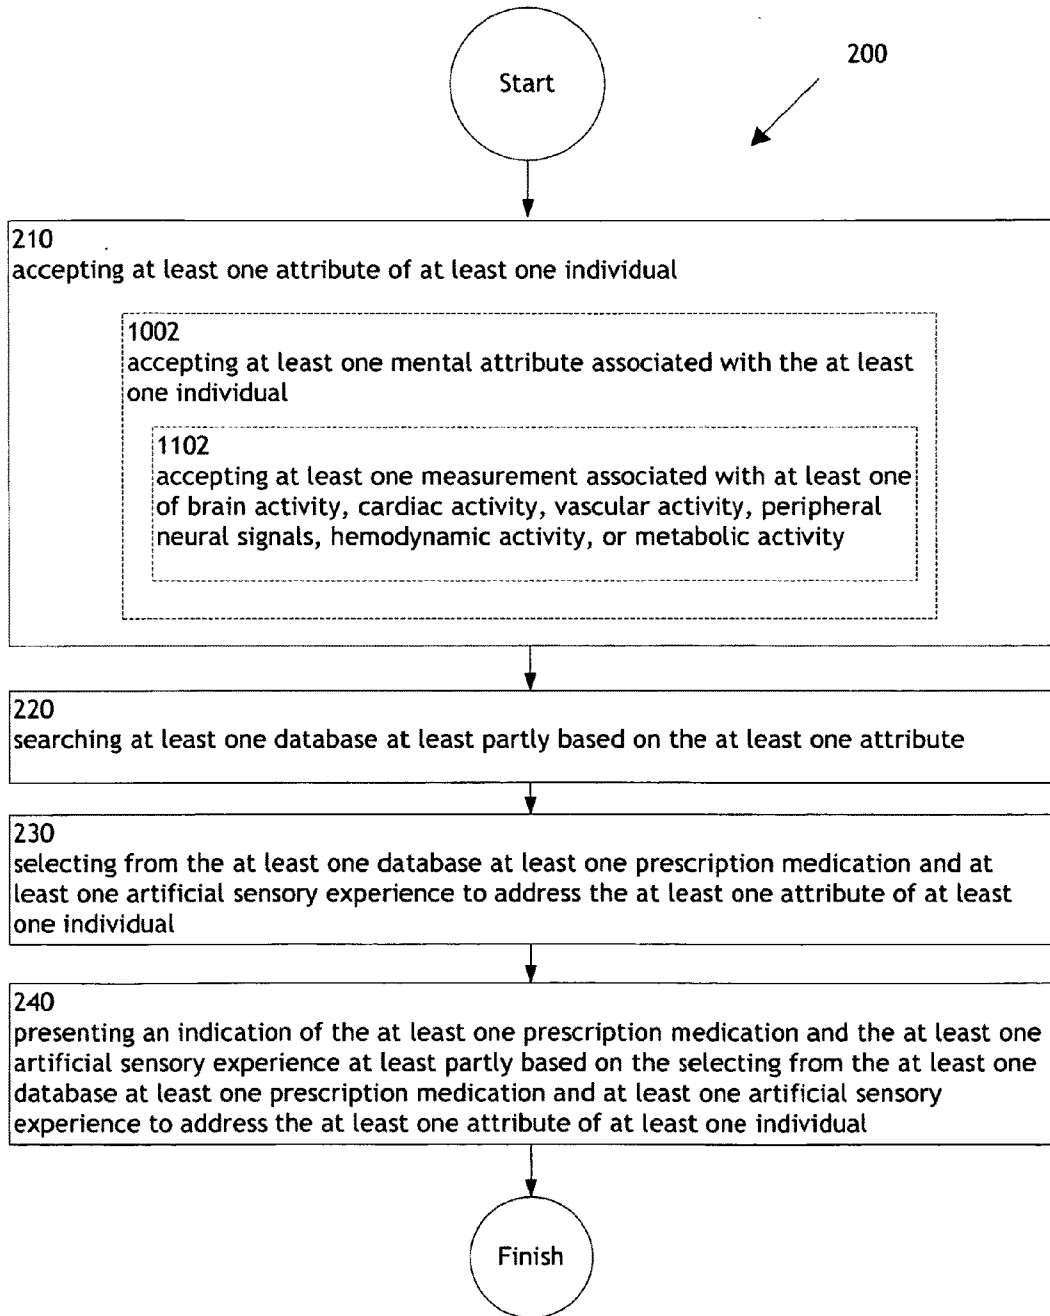 Start
200
210
accepting at least one attribute of at least one individual
1002
accepting at least one mental attribute associated with the at least
one individual
1102
accepting at least one measurement associated with at least one
of brain activity, cardiac activity, vascular activity, peripheral
neural signals, hemodynamic activity, or metabolic activity
220
searching at least one database at least partly based on the at least one attribute
230
selecting from the at least one database at least one prescription medication and at
least one artificial sensory experience to address the at least one attribute of at least
one individual
240
presenting an indication of the at least one prescription medication and the at least one
artificial sensory experience at least partly based on the selecting from the at least one
database at least one prescription medication and at least one artificial sensory
experience to address the at least one attribute of at least one individual
Finish